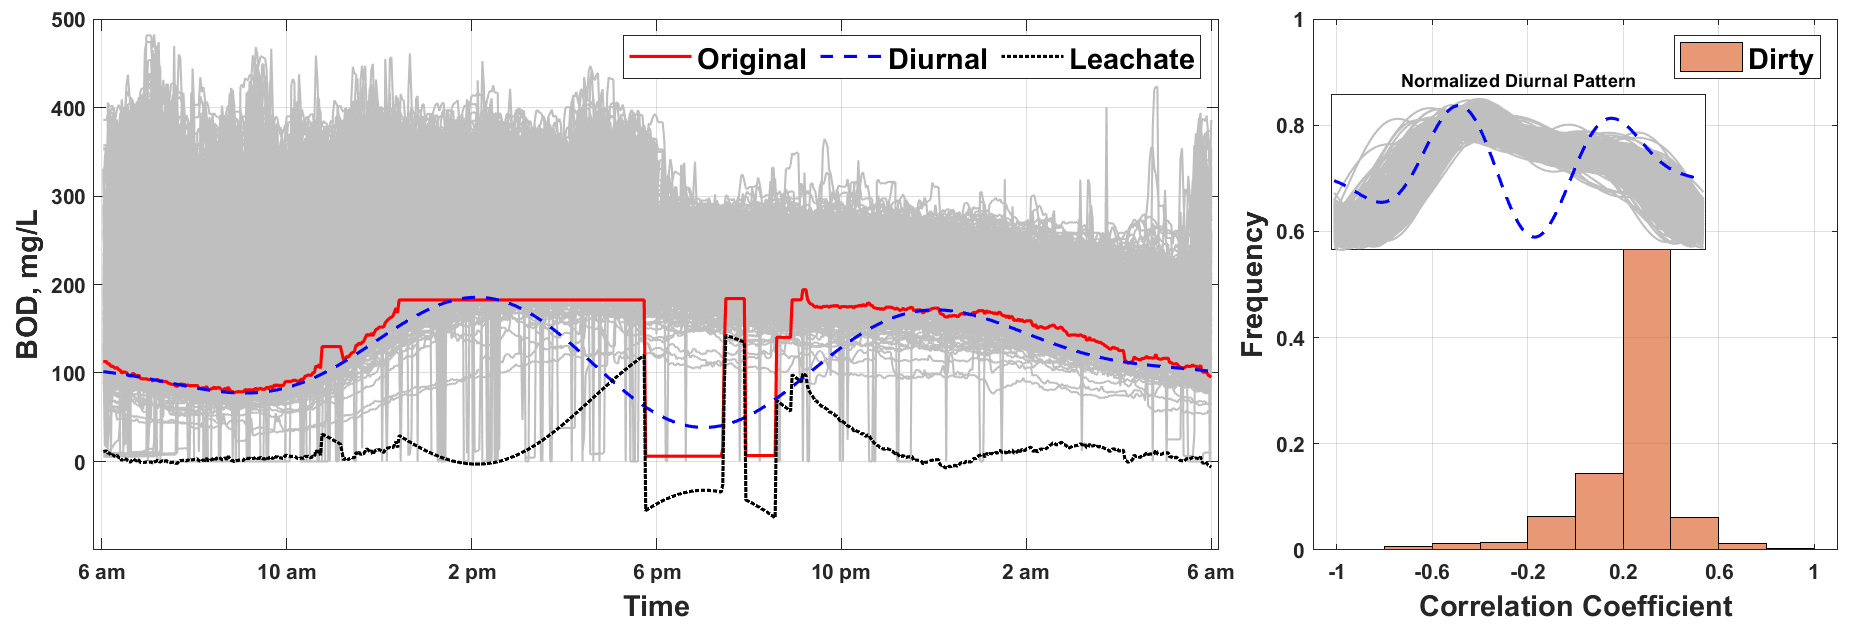 500
400
300
200
100
0
BOD, mg/L
Original Diurnal Leachate
6 am 10 am 2 pm 6 pm 10 pm 2 am 6 am
Time
1
0.8
0.6
0.4
0.2
0
Frequency
Dirty
Normalized Diurnal Pattern
-1 -0.6 -0.2 0.2 0.6 1
Correlation Coefficient